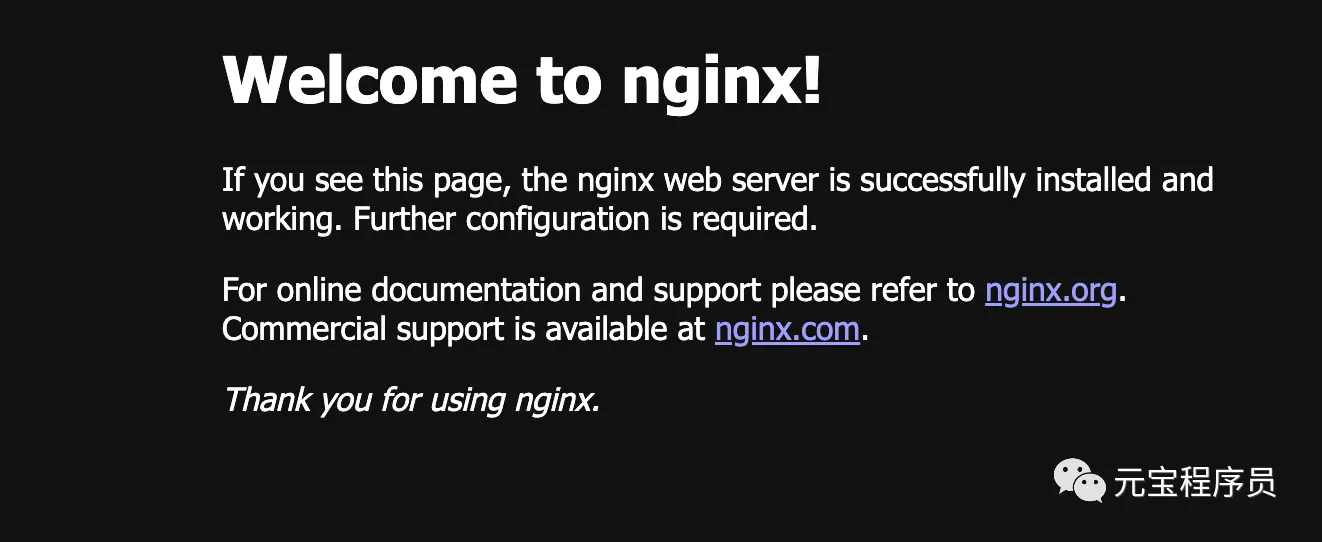 Welcome to nginx!
If you see this page, the nginx web server is successfully installed and
working. Further configuration is required.
For online documentation and support please refer to nginx.org.
Commercial support is available at nginx.com.
Thank you for using nginx.
元宝程序员